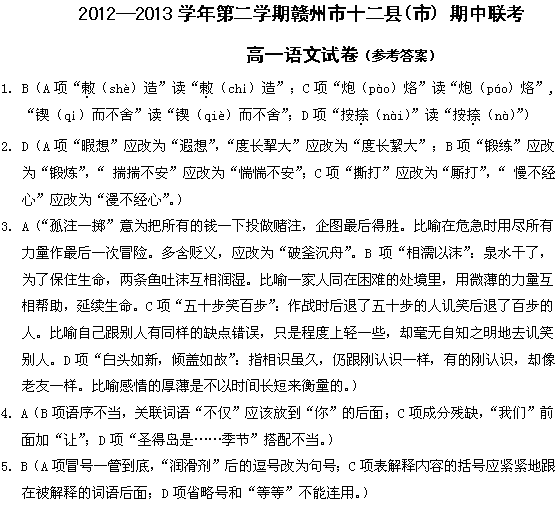 2012—2013学年第二学期赣州市十二县(市) 期中联考
高一语文试卷（参考答案）
1. B（A项“敕（shè）造”读“敕（chì）造”；C项“炮（pào）烙”读“炮（páo）烙”，
“锲（qì）而不舍”读“锲（qiè）而不舍”；D项“按捺（nài）”读“按捺（nà）”）
2. D（A项“暇想”应改为“遐想”，“度长挈大”应改为“度长絜大”；B项“锻练”应改
为“锻炼”，“ 揣揣不安”应改为“惴惴不安”；C项“撕打”应改为“厮打”，“ 慢不经
心”应改为“漫不经心”。）
3. A（“孤注一掷”意为把所有的钱一下投做赌注，企图最后得胜。比喻在危急时用尽所有
力量作最后一次冒险。多含贬义，应改为“破釜沉舟”。B 项“相濡以沫”：泉水干了，
为了保住生命，两条鱼吐沫互相润湿。比喻一家人同在困难的处境里，用微薄的力量互
相帮助，延续生命。C项“五十步笑百步”：作战时后退了五十步的人讥笑后退了百步的
人。比喻自己跟别人有同样的缺点错误，只是程度上轻一些，却毫无自知之明地去讥笑
别人。D项“白头如新，倾盖如故”：指相识虽久，仍跟刚认识一样，有的刚认识，却像
老友一样。比喻感情的厚薄是不以时间长短来衡量的。）
4. A（B项语序不当，关联词语“不仅”应该放到“你”的后面；C项成分残缺，“我们”前
面加“让”；D项“圣得岛是……季节”搭配不当。）
5. B（A项冒号一管到底，“润滑剂”后的逗号改为句号；C项表解释内容的括号应紧紧地跟
在被解释的词语后面；D项省略号和“等等”不能连用。）